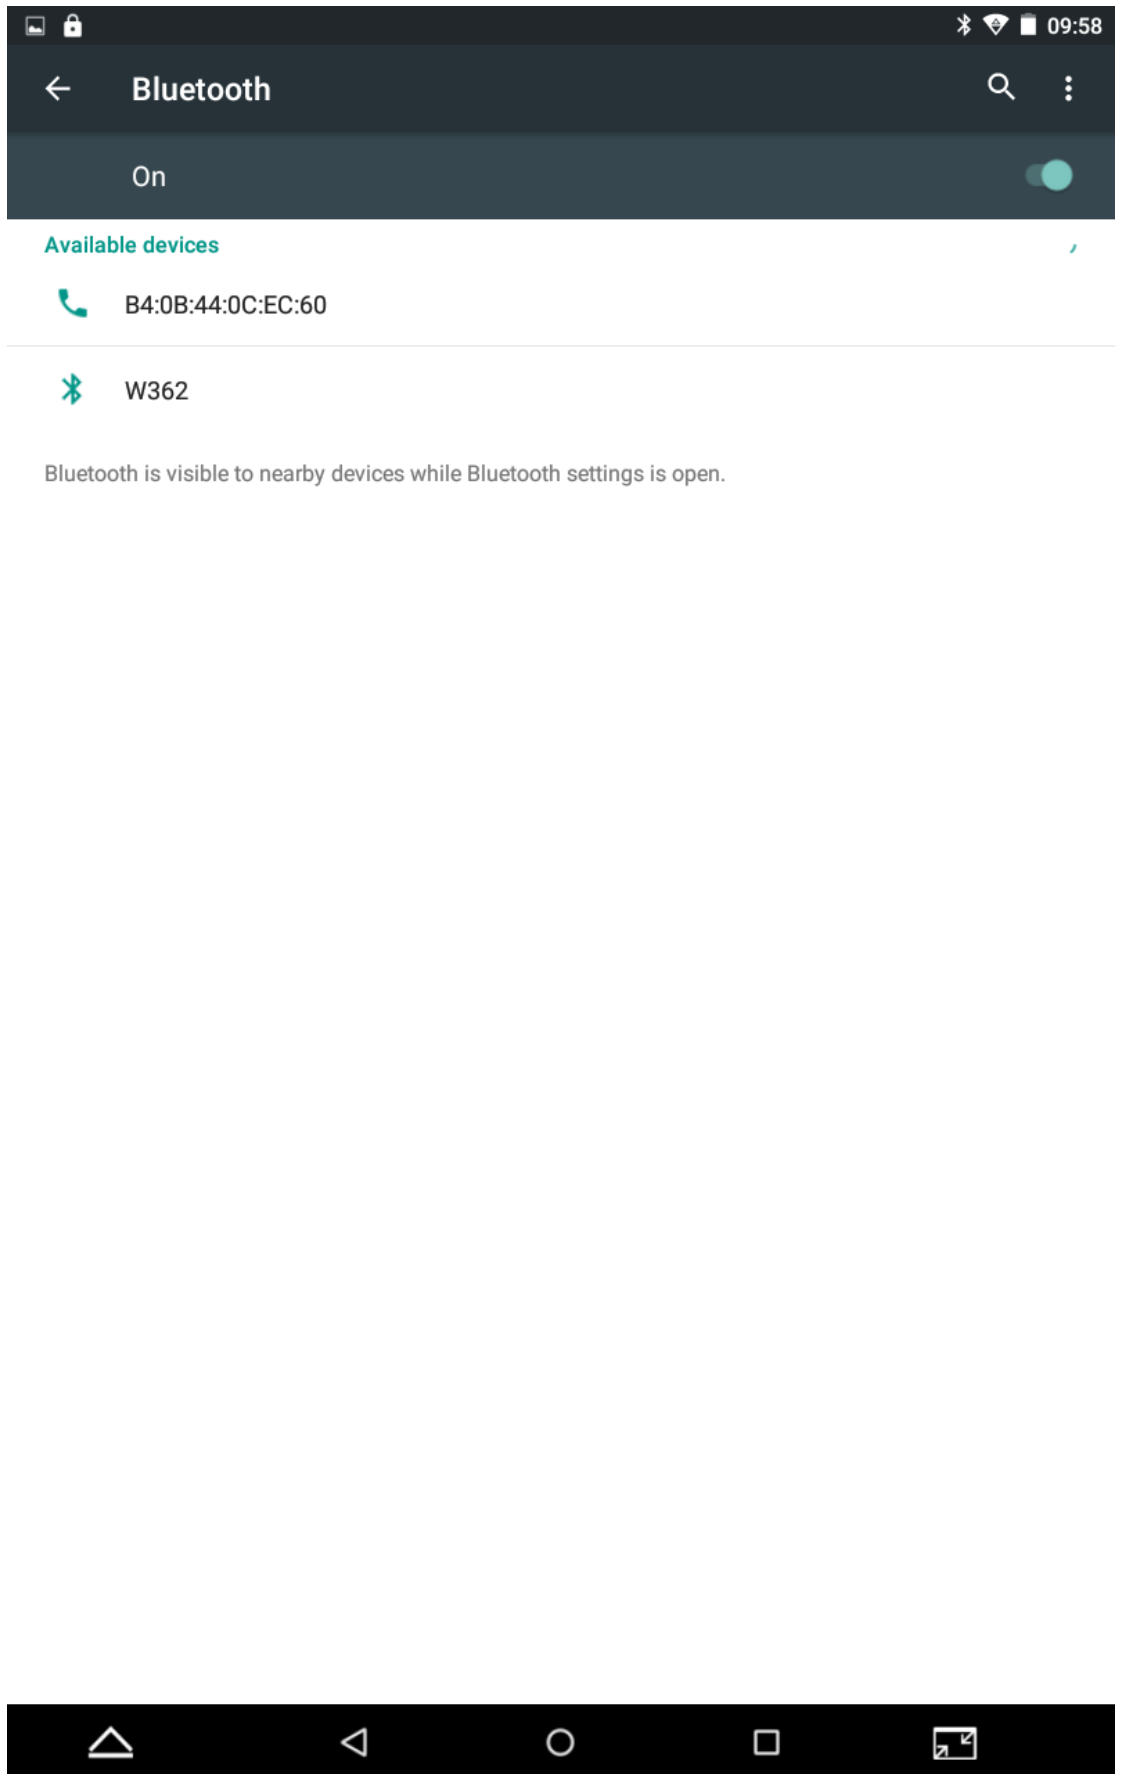 09:58
Bluetooth
On
Available devices
B4:0B:44:0C:EC:60
W362
Bluetooth is visible to nearby devices while Bluetooth settings is open.